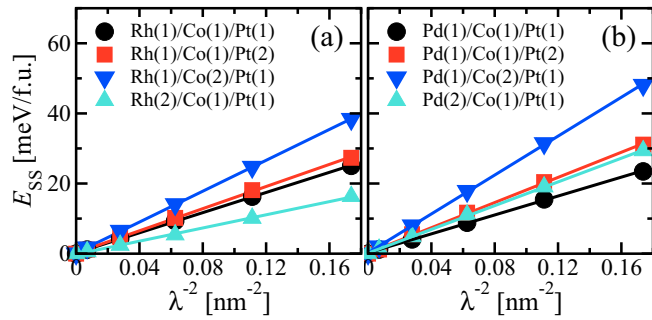 60
40
20
0
E_SS [meV/f.u.]
Rh(1)/Co(1)/Pt(1)
Rh(1)/Co(1)/Pt(2)
Rh(1)/Co(2)/Pt(1)
Rh(2)/Co(1)/Pt(1)
(a)
0 0.04 0.08 0.12 0.16
λ⁻² [nm⁻²]
Pd(1)/Co(1)/Pt(1)
Pd(1)/Co(1)/Pt(2)
Pd(1)/Co(2)/Pt(1)
Pd(2)/Co(1)/Pt(1)
(b)
0 0.04 0.08 0.12 0.16
λ⁻² [nm⁻²]